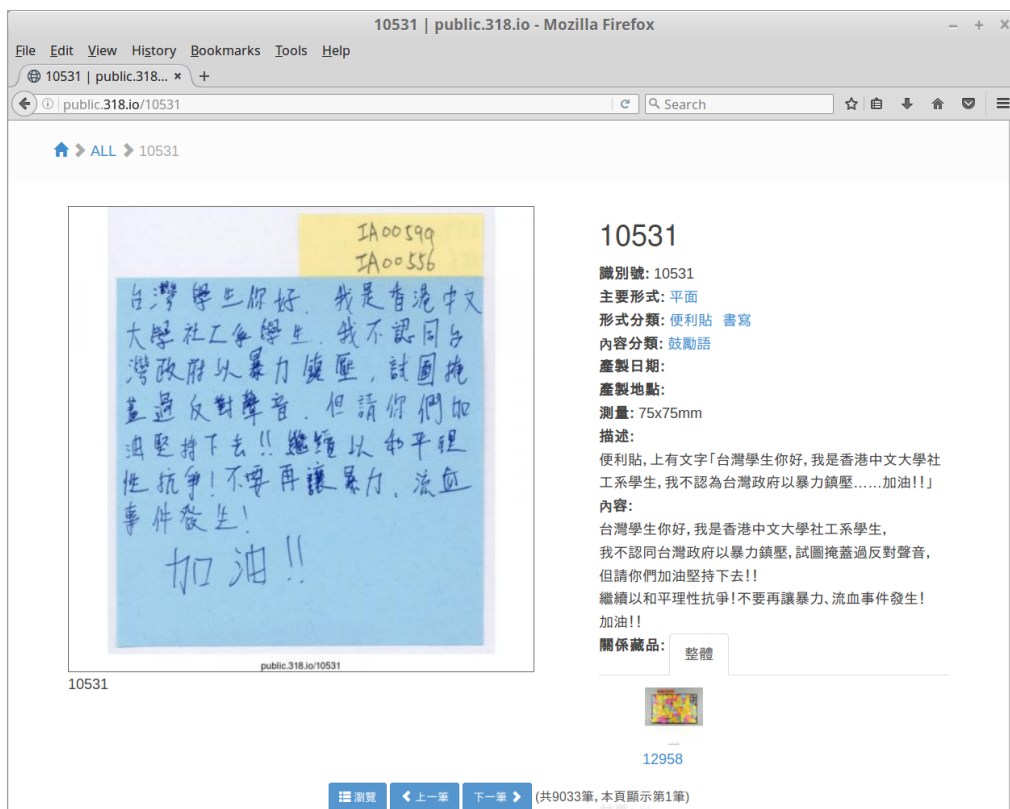 10531 | public.318.io - Mozilla Firefox
File Edit View History Bookmarks Tools Help
10531 | public.318... × +
public.318.io/10531
Search
ALL 10531
IA00599
IA00556
台灣學生你好．我是香港中文
大學社工系學生．我不認同台
灣政府以暴力鎮壓，試圖掩
蓋過反對聲音．但請你們加
油堅持下去!! 繼續以和平理
性抗爭!不要再讓暴力、流血
事件發生!
加油!!
public.318.io/10531
10531
10531
識別號: 10531
主要形式: 平面
形式分類: 便利貼 書寫
內容分類: 鼓勵語
產製日期:
產製地點:
測量: 75x75mm
描述:
便利貼，上有文字「台灣學生你好，我是香港中文大學社
工系學生，我不認為台灣政府以暴力鎮壓……加油!!」
內容:
台灣學生你好，我是香港中文大學社工系學生，
我不認同台灣政府以暴力鎮壓，試圖掩蓋過反對聲音，
但請你們加油堅持下去!!
繼續以和平理性抗爭!不要再讓暴力、流血事件發生!
加油!!
關係藏品: 整體
12958
瀏覽 上一筆 下一筆 (共9033筆, 本頁顯示第1筆)